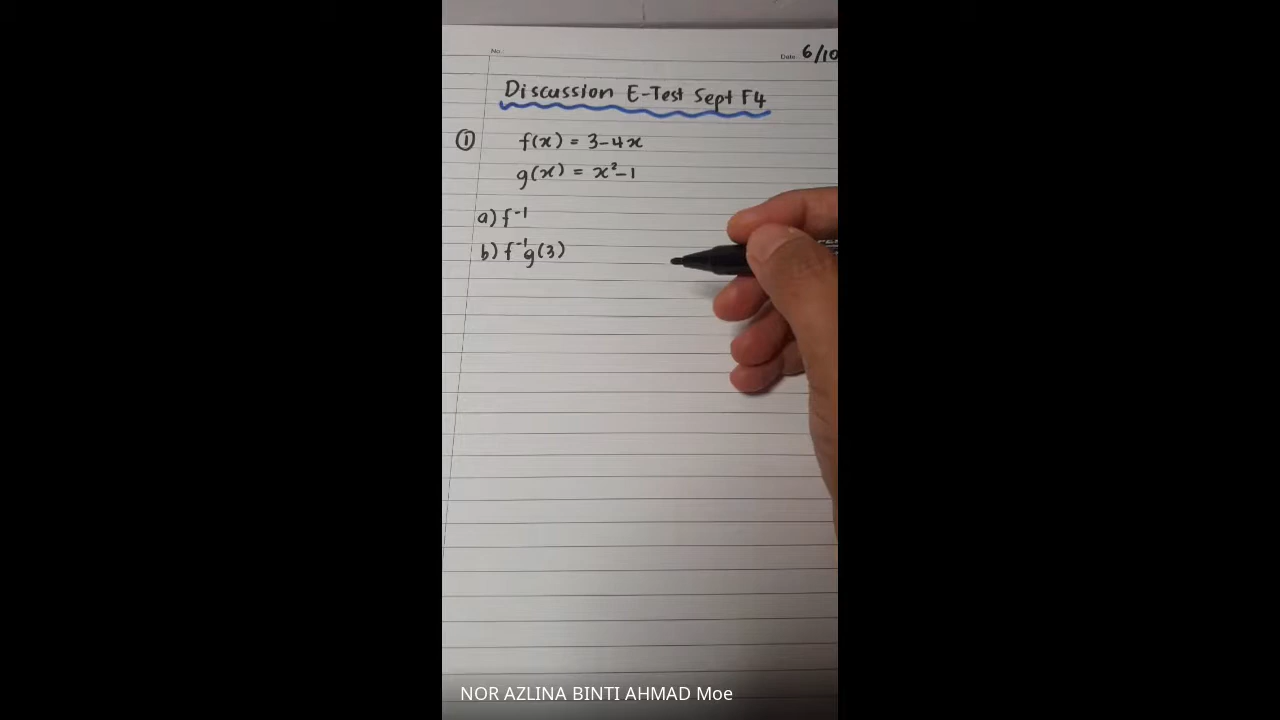 No.
Date 6/10
Discussion E-Test Sept F4
① f(x) = 3-4x
g(x) = x²-1
a) f⁻¹
b) f⁻¹g(3)
NOR AZLINA BINTI AHMAD Moe